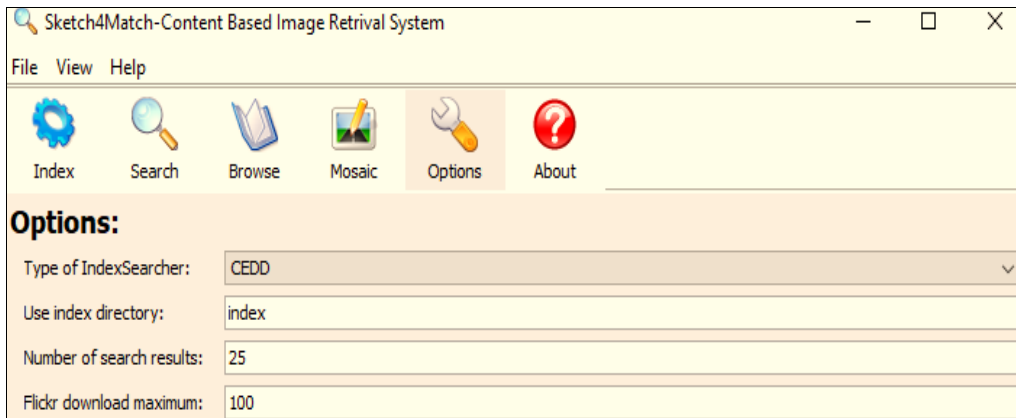 Sketch4Match-Content Based Image Retrival System
File View Help
Index Search Browse Mosaic Options About
Options:
Type of IndexSearcher: CEDD
Use index directory: index
Number of search results: 25
Flickr download maximum: 100